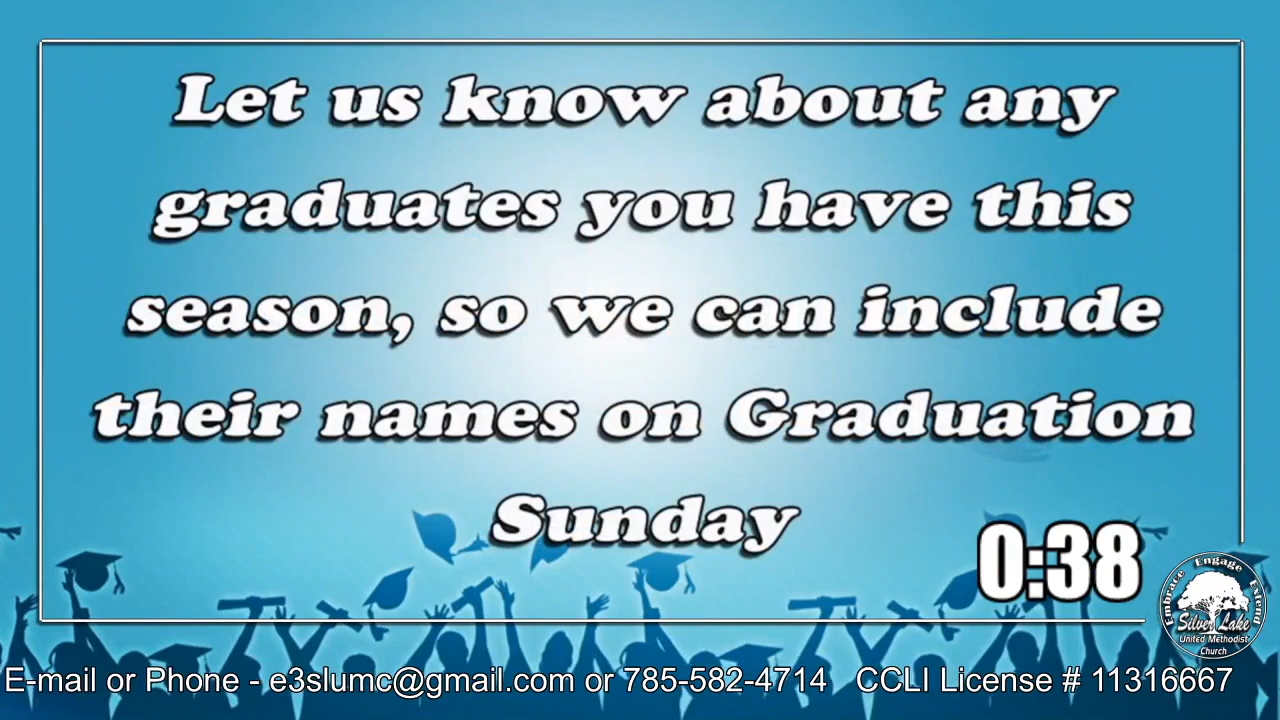 Let us know about any
graduates you have this
season, so we can include
their names on Graduation
Sunday
0:38
Embrace Engage Extend
Silver Lake
United Methodist
Church
E-mail or Phone - e3slumc@gmail.com or 785-582-4714 CCLI License # 11316667